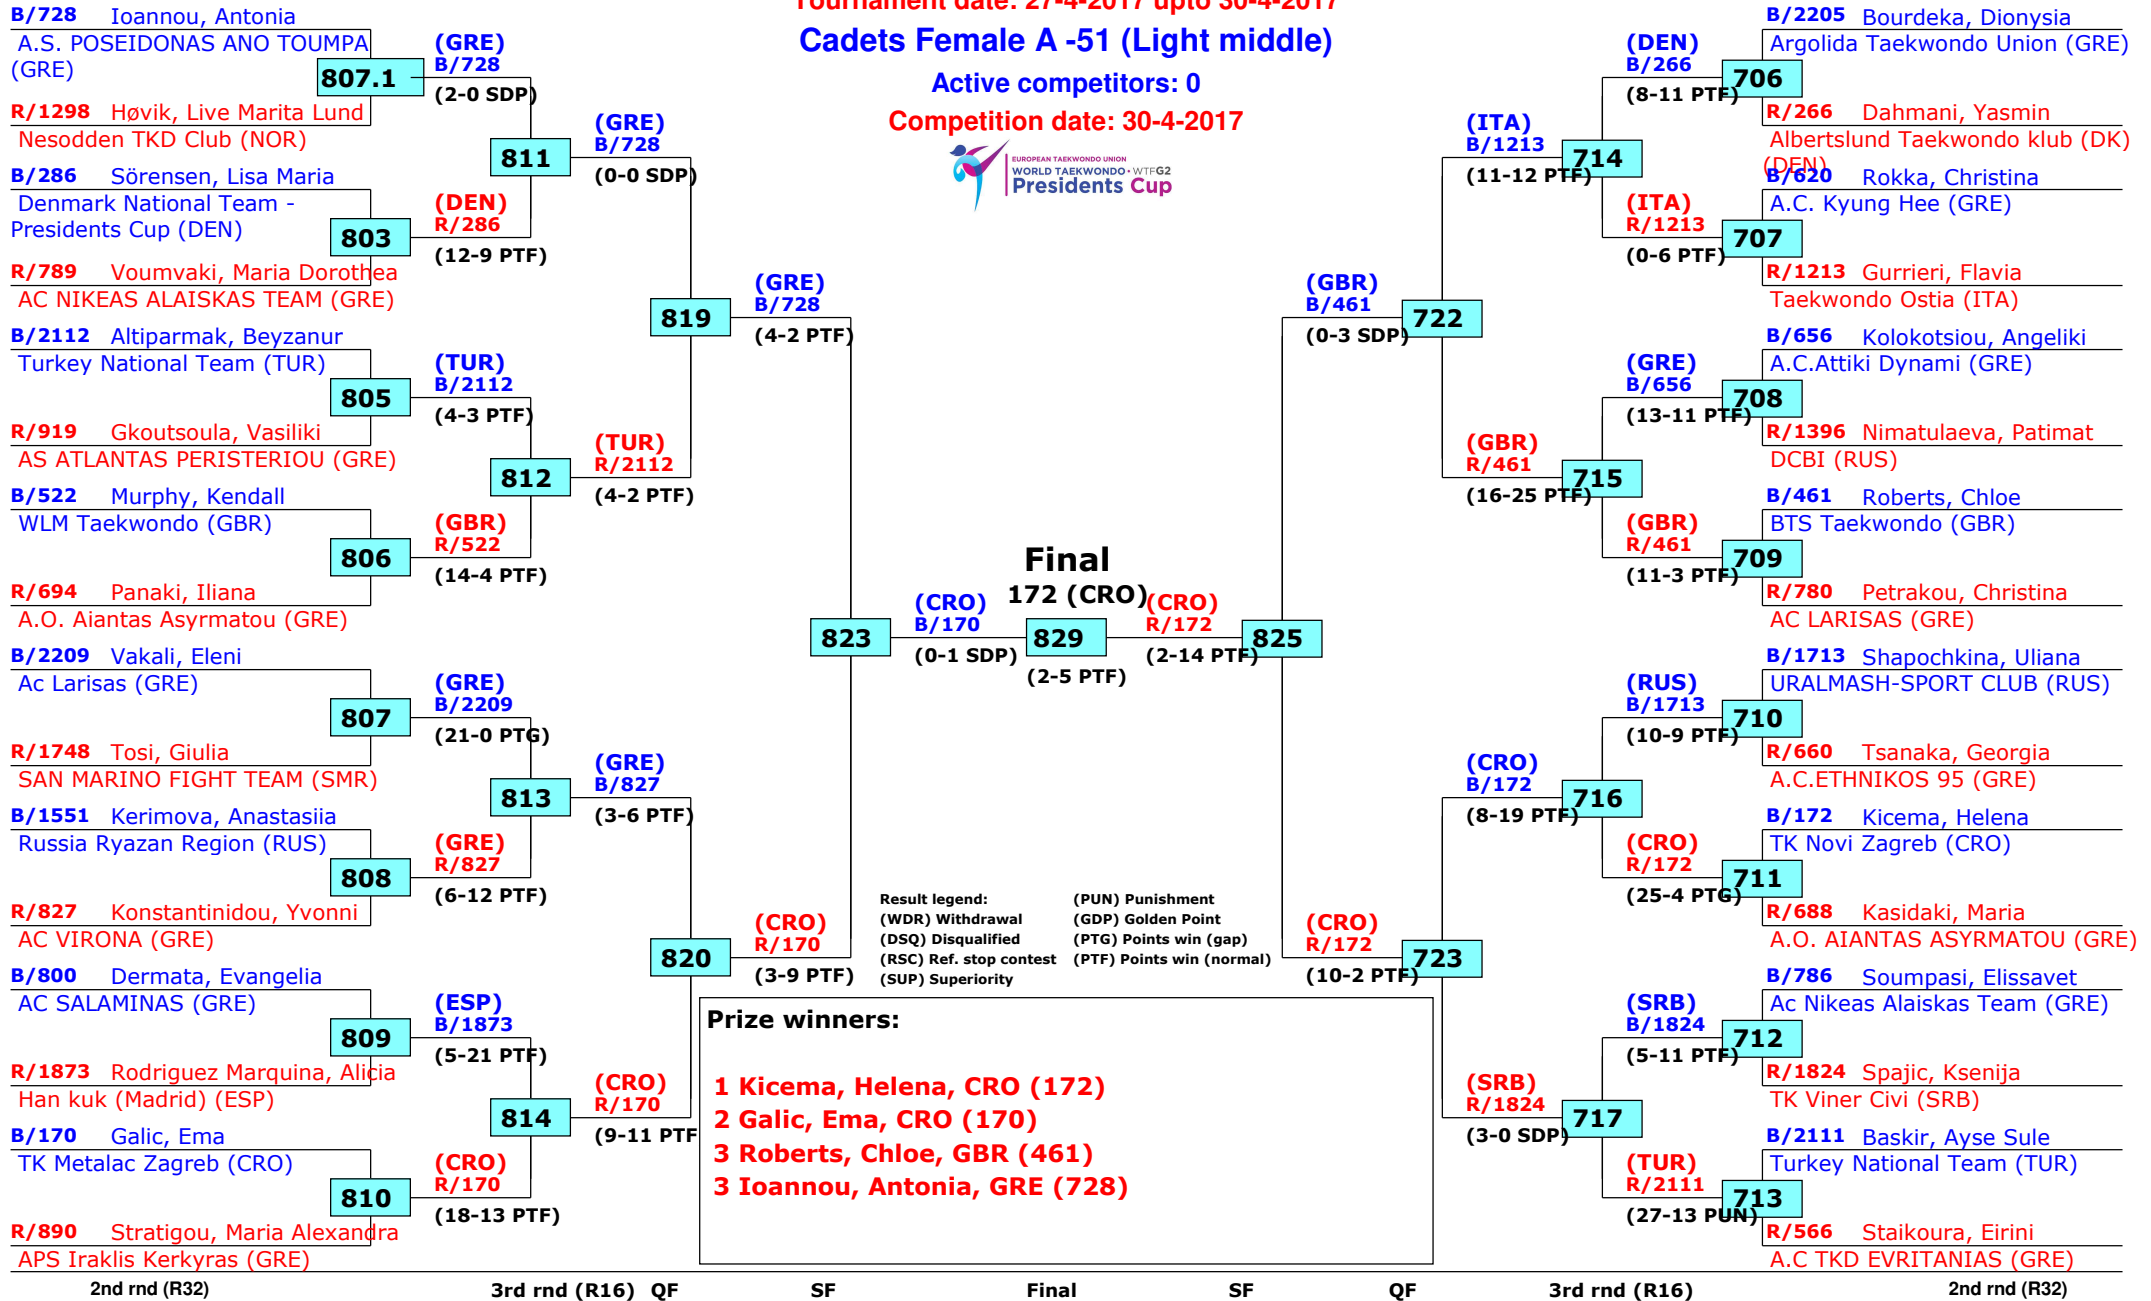 Tournament date: 27-4-2017 upto 30-4-2017
Cadets Female A -51 (Light middle)
Active competitors: 0
Competition date: 30-4-2017
EUROPEAN TAEKWONDO UNION
WORLD TAEKWONDO • WTFG2
Presidents Cup
B/728 Ioannou, Antonia
A.S. POSEIDONAS ANO TOUMPA
(GRE)
807.1
R/1298 Høvik, Live Marita Lund
Nesodden TKD Club (NOR)
B/286 Sörensen, Lisa Maria
Denmark National Team -
Presidents Cup (DEN)
803
R/789 Voumvaki, Maria Dorothea
AC NIKEAS ALAISKAS TEAM (GRE)
B/2112 Altiparmak, Beyzanur
Turkey National Team (TUR)
805
R/919 Gkoutsoula, Vasiliki
AS ATLANTAS PERISTERIOU (GRE)
B/522 Murphy, Kendall
WLM Taekwondo (GBR)
806
R/694 Panaki, Iliana
A.O. Aiantas Asyrmatou (GRE)
B/2209 Vakali, Eleni
Ac Larisas (GRE)
807
R/1748 Tosi, Giulia
SAN MARINO FIGHT TEAM (SMR)
B/1551 Kerimova, Anastasiia
Russia Ryazan Region (RUS)
808
R/827 Konstantinidou, Yvonni
AC VIRONA (GRE)
B/800 Dermata, Evangelia
AC SALAMINAS (GRE)
809
R/1873 Rodriguez Marquina, Alicia
Han kuk (Madrid) (ESP)
B/170 Galic, Ema
TK Metalac Zagreb (CRO)
810
R/890 Stratigou, Maria Alexandra
APS Iraklis Kerkyras (GRE)
(GRE)
B/728
(2-0 SDP)
811
(DEN)
R/286
(12-9 PTF)
(TUR)
B/2112
(4-3 PTF)
812
(GBR)
R/522
(14-4 PTF)
(GRE)
B/2209
(21-0 PTG)
813
(GRE)
R/827
(6-12 PTF)
(ESP)
B/1873
(5-21 PTF)
814
(CRO)
R/170
(18-13 PTF)
(GRE)
B/728
(0-0 SDP)
819
(TUR)
R/2112
(4-2 PTF)
(GRE)
B/827
(3-6 PTF)
820
(CRO)
R/170
(9-11 PTF
(GRE)
B/728
(4-2 PTF)
823
(CRO)
R/170
(3-9 PTF)
(CRO)
B/170
(0-1 SDP)
Final
172 (CRO)
829
(2-5 PTF)
(CRO)
R/172
(2-14 PTF)
825
(GBR)
B/461
(0-3 SDP)
722
(CRO)
R/172
(10-2 PTF)
723
(ITA)
B/1213
(11-12 PTF)
714
(GBR)
R/461
(16-25 PTF)
715
(CRO)
B/172
(8-19 PTF)
716
(SRB)
R/1824
(3-0 SDP)
717
(DEN)
B/266
(8-11 PTF)
706
(ITA)
R/1213
(0-6 PTF)
707
(GRE)
B/656
(13-11 PTF)
708
(GBR)
R/461
(11-3 PTF)
709
(RUS)
B/1713
(10-9 PTF)
710
(CRO)
R/172
(25-4 PTG)
711
(SRB)
B/1824
(5-11 PTF)
712
(TUR)
R/2111
(27-13 PUN)
713
B/2205 Bourdeka, Dionysia
Argolida Taekwondo Union (GRE)
R/266 Dahmani, Yasmin
Albertslund Taekwondo klub (DK)
(DEN)
B/620 Rokka, Christina
A.C. Kyung Hee (GRE)
R/1213 Gurrieri, Flavia
Taekwondo Ostia (ITA)
B/656 Kolokotsiou, Angeliki
A.C.Attiki Dynami (GRE)
R/1396 Nimatulaeva, Patimat
DCBI (RUS)
B/461 Roberts, Chloe
BTS Taekwondo (GBR)
R/780 Petrakou, Christina
AC LARISAS (GRE)
B/1713 Shapochkina, Uliana
URALMASH-SPORT CLUB (RUS)
R/660 Tsanaka, Georgia
A.C.ETHNIKOS 95 (GRE)
B/172 Kicema, Helena
TK Novi Zagreb (CRO)
R/688 Kasidaki, Maria
A.O. AIANTAS ASYRMATOU (GRE)
B/786 Soumpasi, Elissavet
Ac Nikeas Alaiskas Team (GRE)
R/1824 Spajic, Ksenija
TK Viner Civi (SRB)
B/2111 Baskir, Ayse Sule
Turkey National Team (TUR)
R/566 Staikoura, Eirini
A.C TKD EVRITANIAS (GRE)
Result legend: (PUN) Punishment
(WDR) Withdrawal (GDP) Golden Point
(DSQ) Disqualified (PTG) Points win (gap)
(RSC) Ref. stop contest (PTF) Points win (normal)
(SUP) Superiority
Prize winners:
1 Kicema, Helena, CRO (172)
2 Galic, Ema, CRO (170)
3 Roberts, Chloe, GBR (461)
3 Ioannou, Antonia, GRE (728)
2nd rnd (R32) 3rd rnd (R16) QF SF Final SF QF 3rd rnd (R16) 2nd rnd (R32)